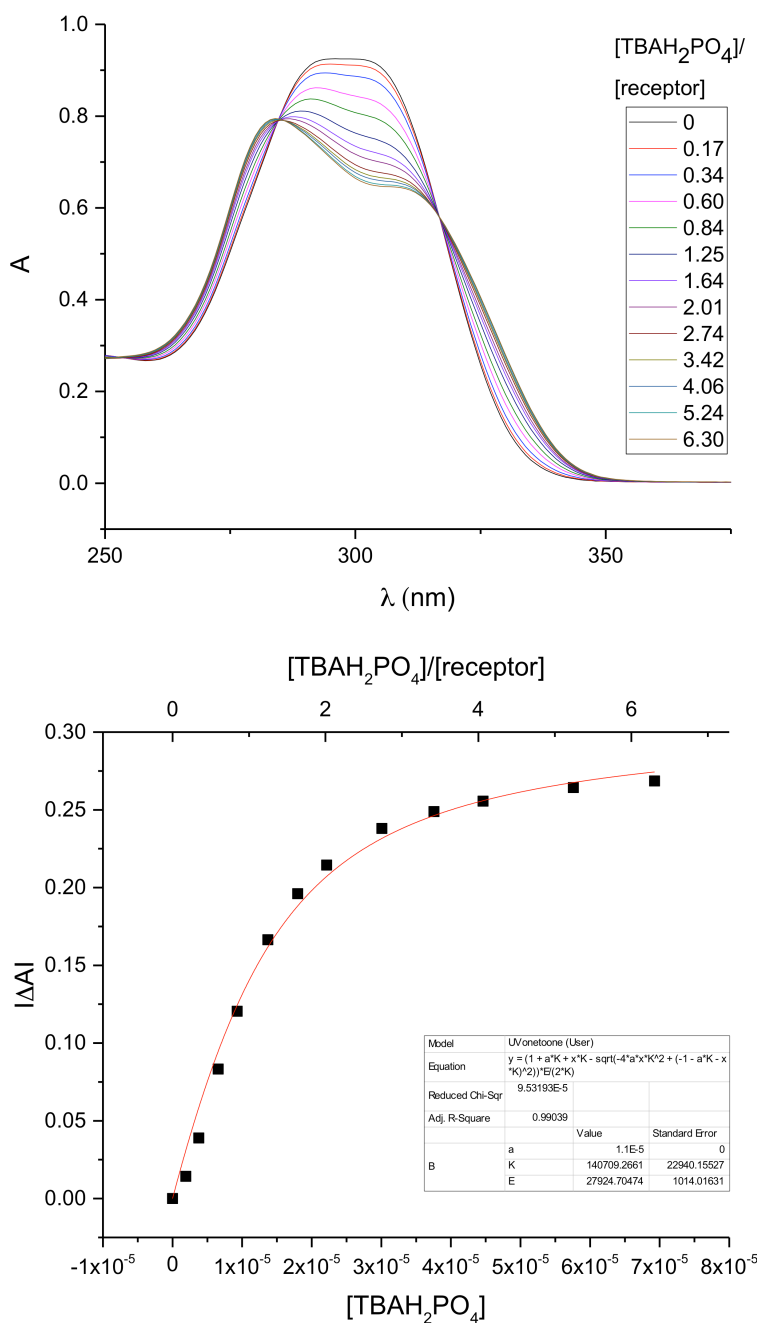 [TBAH₂PO₄]/
[receptor]
0
0.17
0.34
0.60
0.84
1.25
1.64
2.01
2.74
3.42
4.06
5.24
6.30
1.0
0.8
0.6
0.4
0.2
0.0
A
250 300 350
λ (nm)
[TBAH₂PO₄]/[receptor]
0 2 4 6
0.30
0.25
0.20
0.15
0.10
0.05
0.00
IΔAI
Model UVonetoone (User)
Equation y = (1 + a*K + x*K - sqrt(-4*a*x*K^2 + (-1 - a*K - x
*K)^2))*E/(2*K)
Reduced Chi-Sqr 9.53193E-5
Adj. R-Square 0.99039
Value Standard Error
B a 1.1E-5 0
K 140709.2661 22940.15527
E 27924.70474 1014.01631
-1x10⁻⁵ 0 1x10⁻⁵ 2x10⁻⁵ 3x10⁻⁵ 4x10⁻⁵ 5x10⁻⁵ 6x10⁻⁵ 7x10⁻⁵ 8x10⁻⁵
[TBAH₂PO₄]